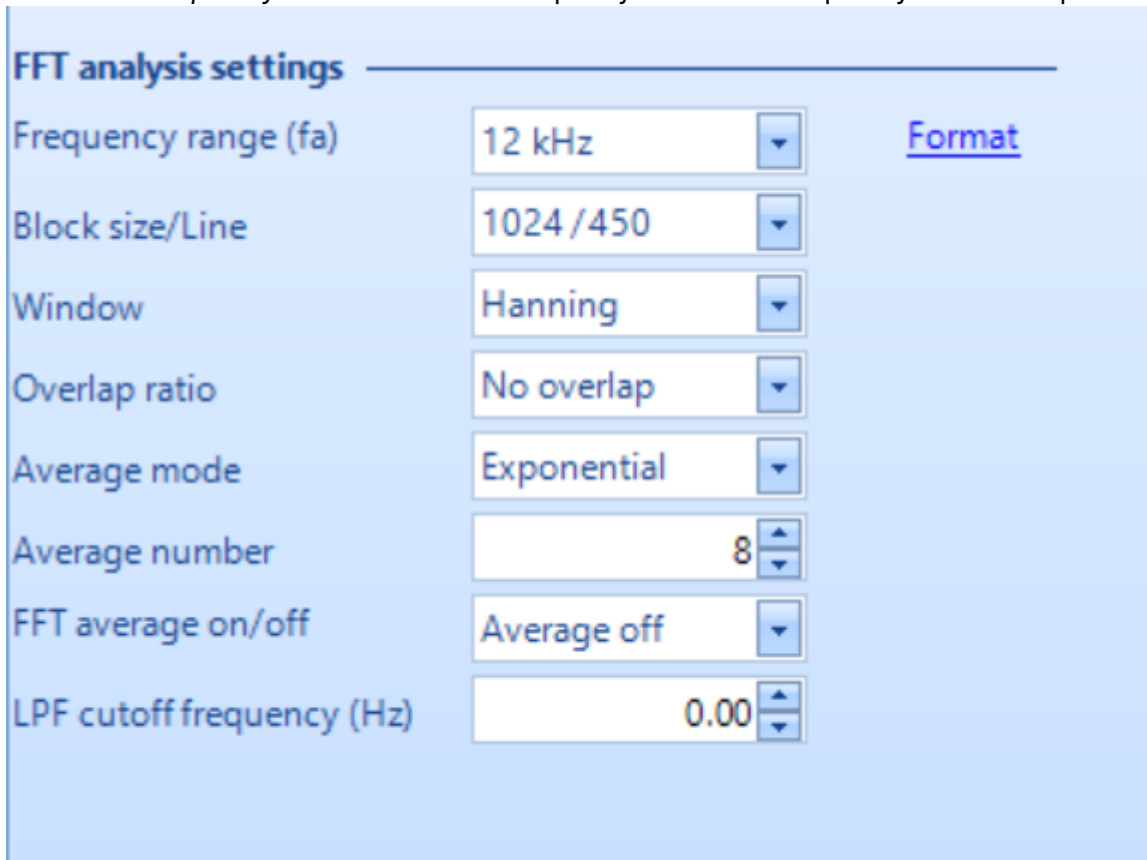 FFT analysis settings
Frequency range (fa) 12 kHz Format
Block size/Line 1024/450
Window Hanning
Overlap ratio No overlap
Average mode Exponential
Average number 8
FFT average on/off Average off
LPF cutoff frequency (Hz) 0.00